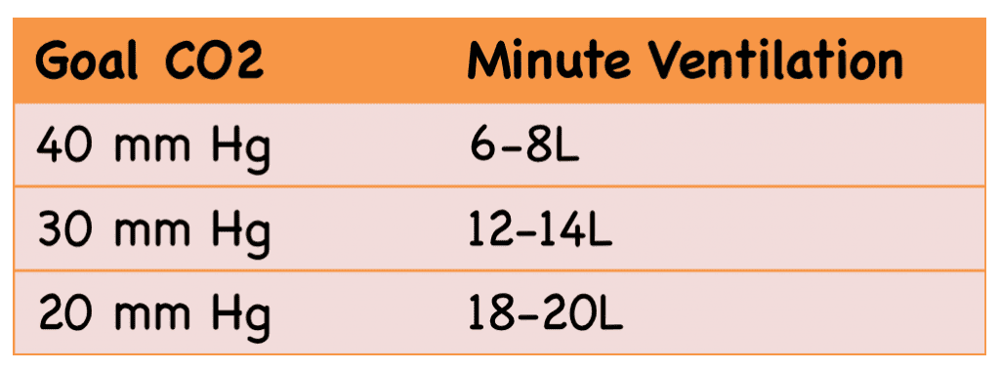 Goal CO2 Minute Ventilation
40 mm Hg 6-8L
30 mm Hg 12-14L
20 mm Hg 18-20L